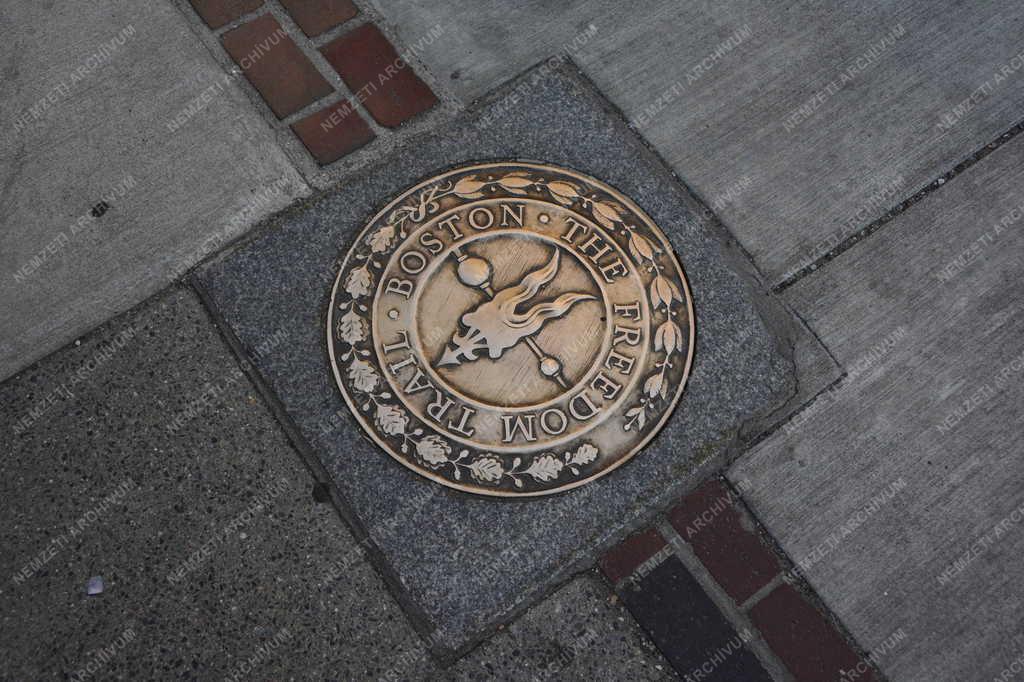 THE FREEDOM TRAIL · BOSTON ·
NEMZETI ARCHÍVUM